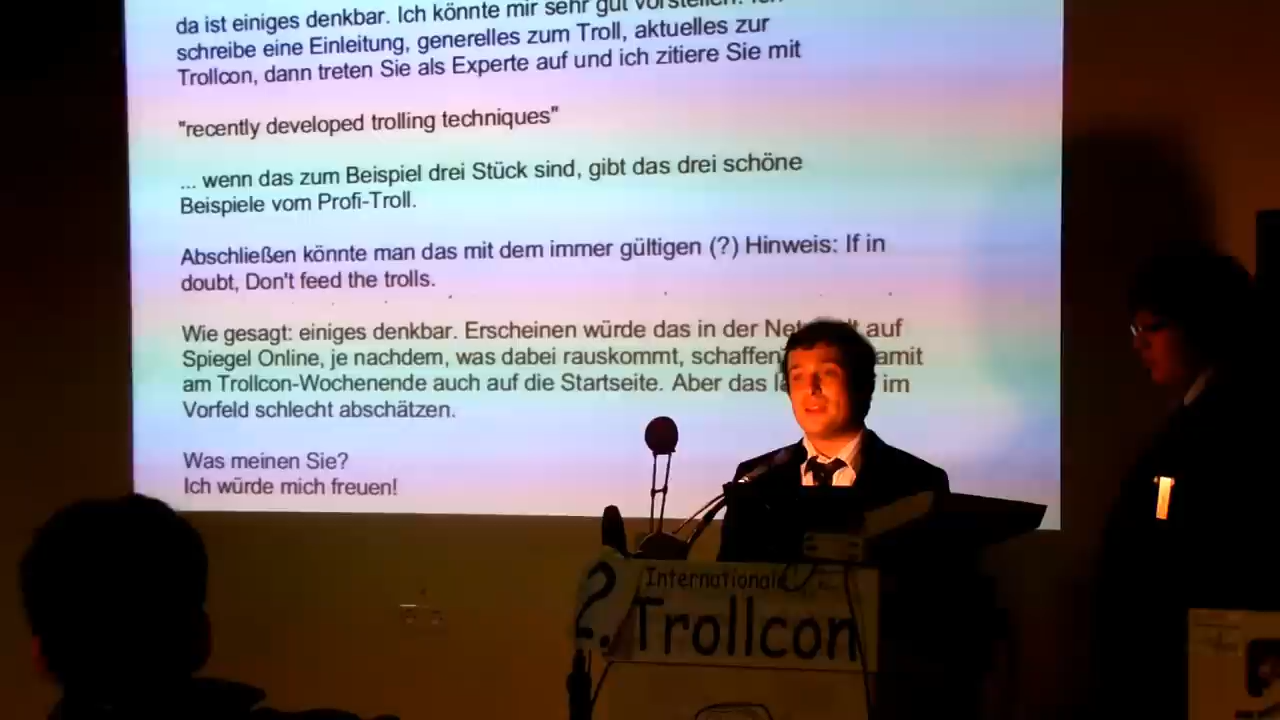 da ist einiges denkbar. Ich könnte mir sehr gut vorstellen: Ich
schreibe eine Einleitung, generelles zum Troll, aktuelles zur
Trollcon, dann treten Sie als Experte auf und ich zitiere Sie mit
"recently developed trolling techniques"
... wenn das zum Beispiel drei Stück sind, gibt das drei schöne
Beispiele vom Profi-Troll.
Abschließen könnte man das mit dem immer gültigen (?) Hinweis: If in
doubt, Don't feed the trolls.
Wie gesagt: einiges denkbar. Erscheinen würde das in der auf
Spiegel Online, je nachdem, was dabei rauskommt, schaffen
am Trollcon-Wochenende auch auf die Startseite. Aber das im
Vorfeld schlecht abschätzen.
Was meinen Sie?
Ich würde mich freuen!
2. Internationale
Trollcon